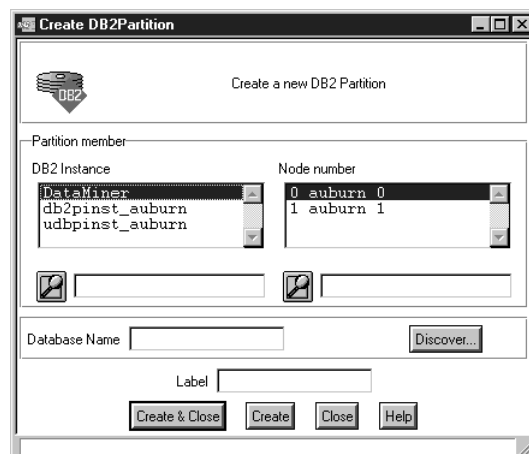 Create DB2Partition
DB2
Create a new DB2 Partition
Partition member
DB2 Instance
DataMiner
db2pinst_auburn
udbpinst_auburn
Node number
0 auburn 0
1 auburn 1
Database Name
Discover...
Label
Create & Close Create Close Help